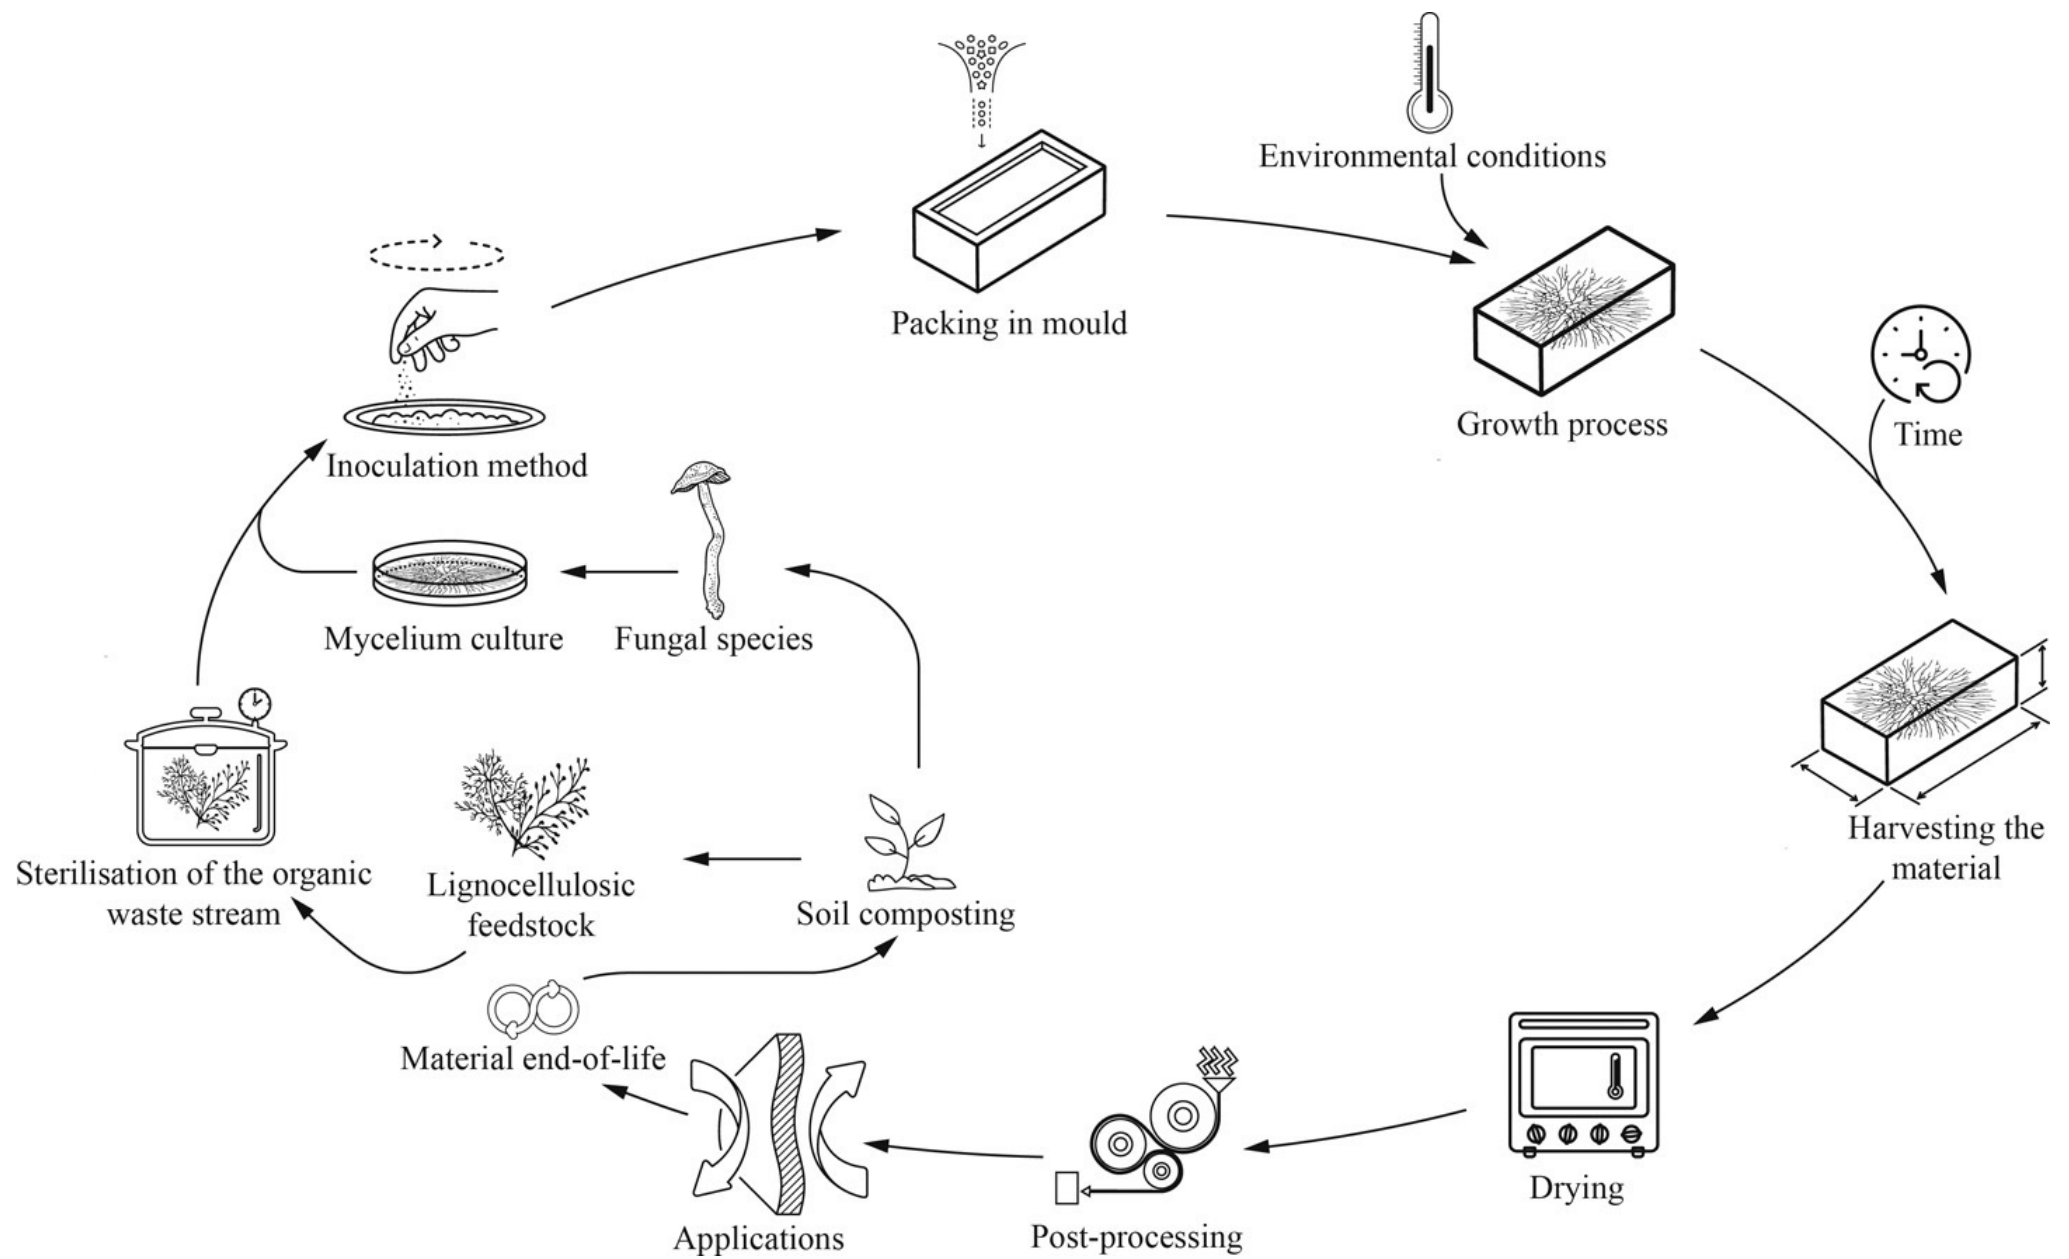 Environmental conditions
Packing in mould
Growth process
Time
Inoculation method
Mycelium culture
Fungal species
Harvesting the
material
Sterilisation of the organic
waste stream
Lignocellulosic
feedstock
Soil composting
Material end-of-life
Drying
Post-processing
Applications